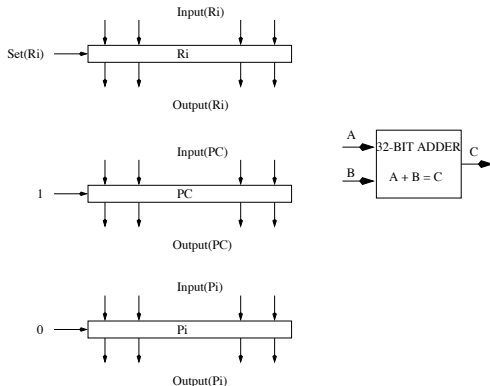 Input(Ri)
Set(Ri)
Ri
Output(Ri)
Input(PC)
1
PC
Output(PC)
Input(Pi)
0
Pi
Output(Pi)
A
32-BIT ADDER
C
B
A + B = C